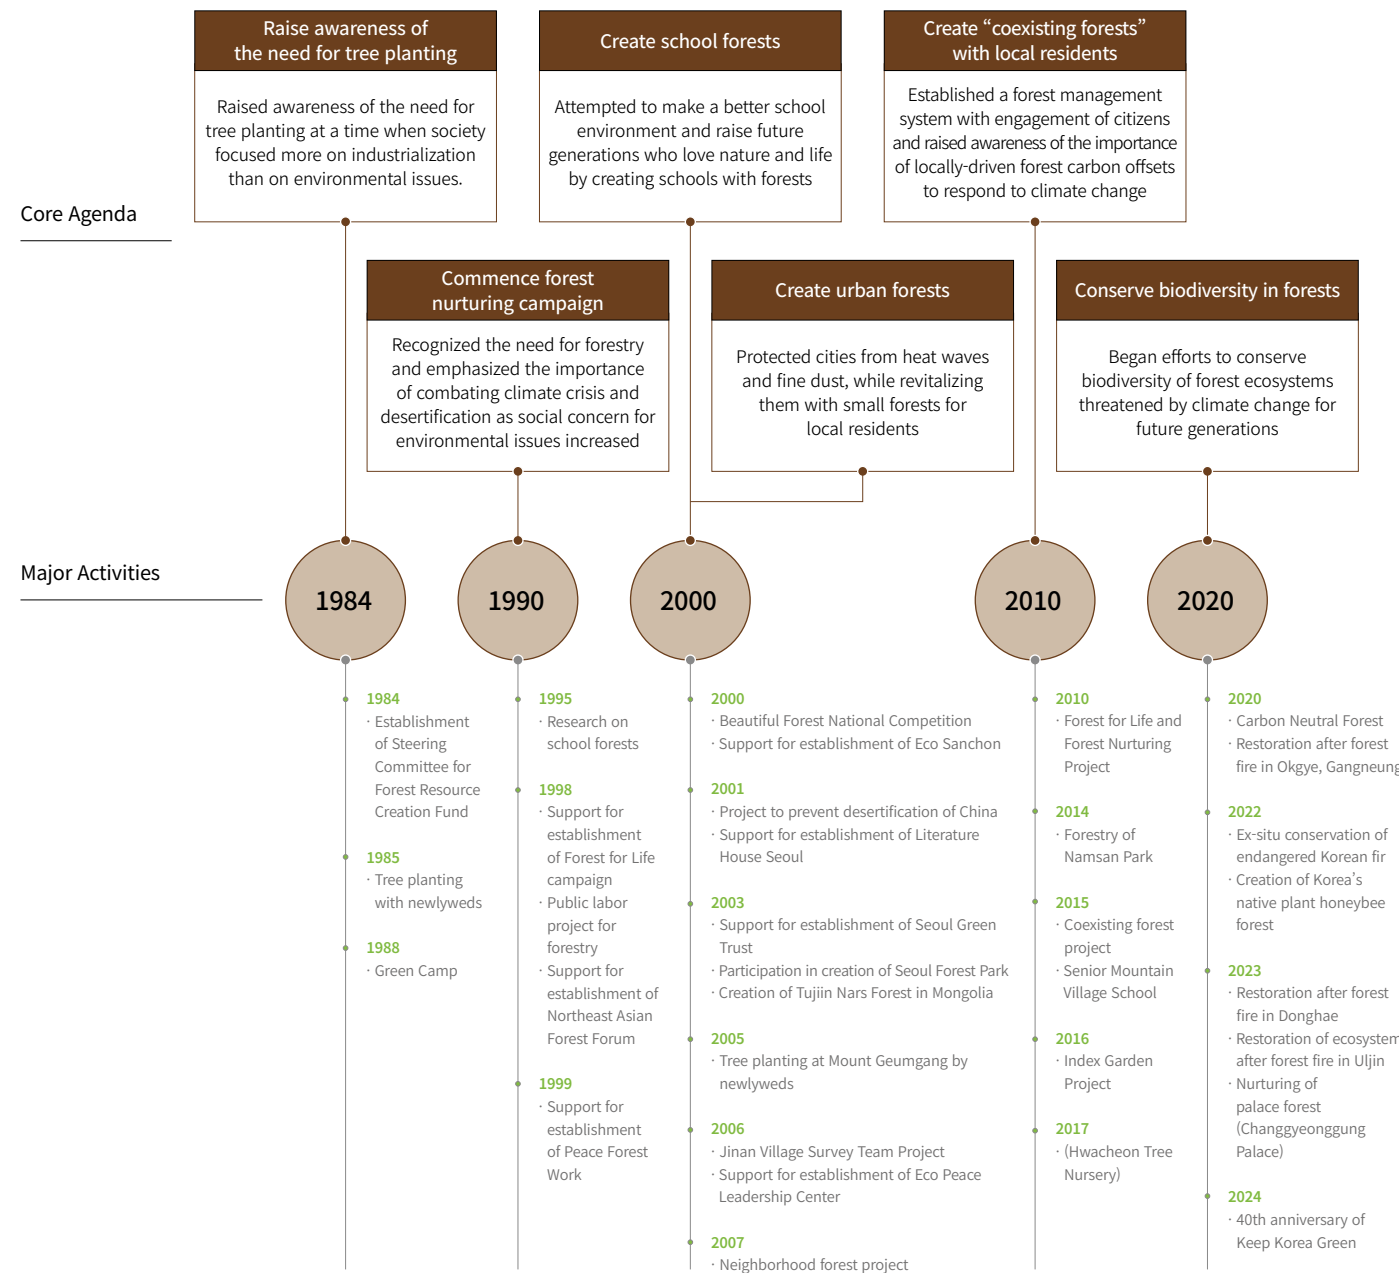 Raise awareness of
the need for tree planting
Raised awareness of the need for
tree planting at a time when society
focused more on industrialization
than on environmental issues.
Create school forests
Attempted to make a better school
environment and raise future
generations who love nature and life
by creating schools with forests
Create “coexisting forests”
with local residents
Established a forest management
system with engagement of citizens
and raised awareness of the importance
of locally-driven forest carbon offsets
to respond to climate change
Core Agenda
Commence forest
nurturing campaign
Recognized the need for forestry
and emphasized the importance
of combating climate crisis and
desertification as social concern for
environmental issues increased
Create urban forests
Protected cities from heat waves
and fine dust, while revitalizing
them with small forests for
local residents
Conserve biodiversity in forests
Began efforts to conserve
biodiversity of forest ecosystems
threatened by climate change for
future generations
Major Activities
1984
1990
2000
2010
2020
1984
· Establishment
of Steering
Committee for
Forest Resource
Creation Fund
1985
· Tree planting
with newlyweds
1988
· Green Camp
1995
· Research on
school forests
1998
· Support for
establishment
of Forest for Life
campaign
· Public labor
project for
forestry
· Support for
establishment of
Northeast Asian
Forest Forum
1999
· Support for
establishment
of Peace Forest
Work
2000
· Beautiful Forest National Competition
· Support for establishment of Eco Sanchon
2001
· Project to prevent desertification of China
· Support for establishment of Literature
House Seoul
2003
· Support for establishment of Seoul Green
Trust
· Participation in creation of Seoul Forest Park
· Creation of Tujiin Nars Forest in Mongolia
2005
· Tree planting at Mount Geumgang by
newlyweds
2006
· Jinan Village Survey Team Project
· Support for establishment of Eco Peace
Leadership Center
2007
· Neighborhood forest project
2010
· Forest for Life and
Forest Nurturing
Project
2014
· Forestry of
Namsan Park
2015
· Coexisting forest
project
· Senior Mountain
Village School
2016
· Index Garden
Project
2017
· (Hwacheon Tree
Nursery)
2020
· Carbon Neutral Forest
· Restoration after forest
fire in Okgye, Gangneung
2022
· Ex-situ conservation of
endangered Korean fir
· Creation of Korea’s
native plant honeybee
forest
2023
· Restoration after forest
fire in Donghae
· Restoration of ecosystem
after forest fire in Uljin
· Nurturing of
palace forest
(Changgyeonggung
Palace)
2024
· 40th anniversary of
Keep Korea Green